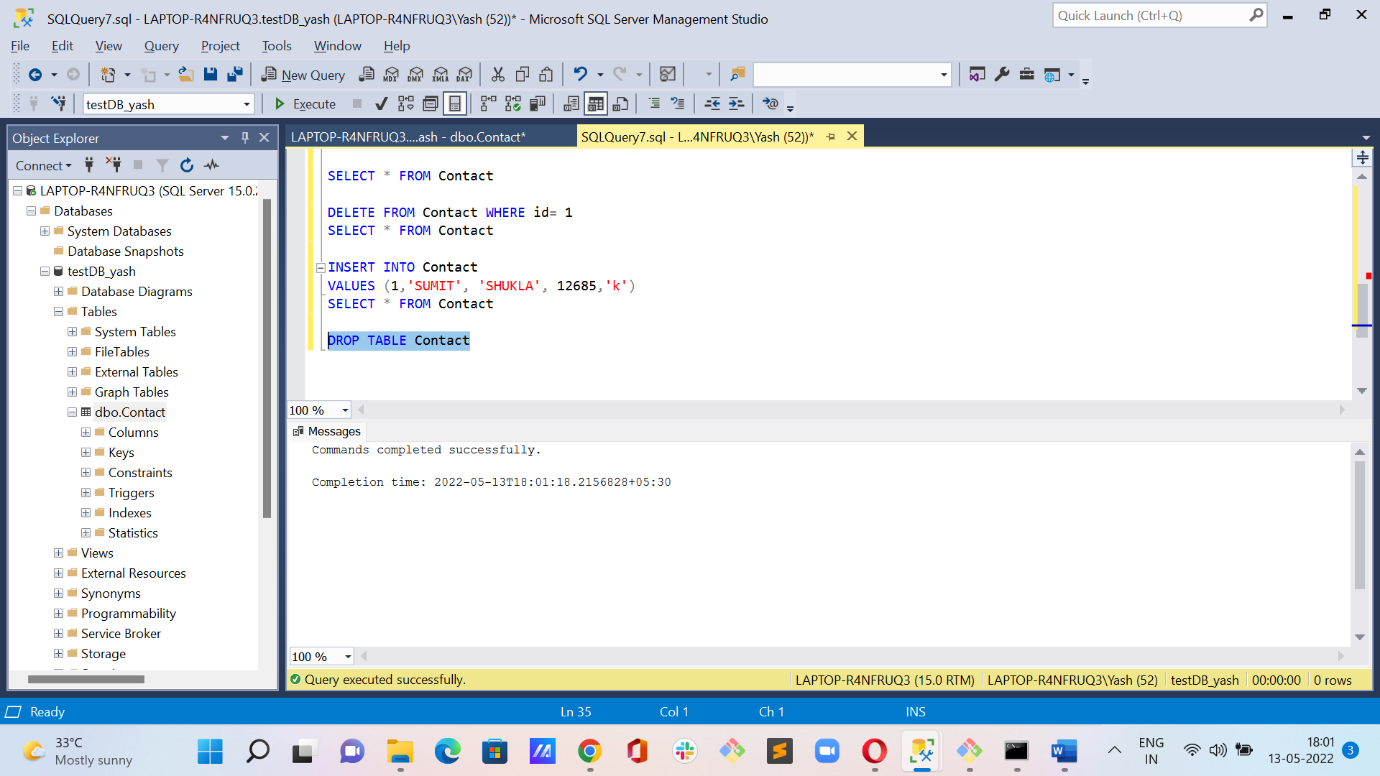 SQLQuery7.sql - LAPTOP-R4NFRUQ3.testDB_yash (LAPTOP-R4NFRUQ3\Yash (52))* - Microsoft SQL Server Management Studio
Quick Launch (Ctrl+Q)
File Edit View Query Project Tools Window Help
New Query MDX DMX XMLA DAX
testDB_yash Execute
Object Explorer
Connect
LAPTOP-R4NFRUQ3 (SQL Server 15.0.
Databases
System Databases
Database Snapshots
testDB_yash
Database Diagrams
Tables
System Tables
FileTables
External Tables
Graph Tables
dbo.Contact
Columns
Keys
Constraints
Triggers
Indexes
Statistics
Views
External Resources
Synonyms
Programmability
Service Broker
Storage
LAPTOP-R4NFRUQ3....ash - dbo.Contact*
SQLQuery7.sql - L...4NFRUQ3\Yash (52))*
SELECT * FROM Contact
DELETE FROM Contact WHERE id= 1
SELECT * FROM Contact
INSERT INTO Contact
VALUES (1,'SUMIT', 'SHUKLA', 12685,'k')
SELECT * FROM Contact
DROP TABLE Contact
100 %
Messages
Commands completed successfully.
Completion time: 2022-05-13T18:01:18.2156828+05:30
100 %
Query executed successfully. LAPTOP-R4NFRUQ3 (15.0 RTM) LAPTOP-R4NFRUQ3\Yash (52) testDB_yash 00:00:00 0 rows
Ready Ln 35 Col 1 Ch 1 INS
33°C
Mostly sunny
ENG
IN
18:01
13-05-2022
3